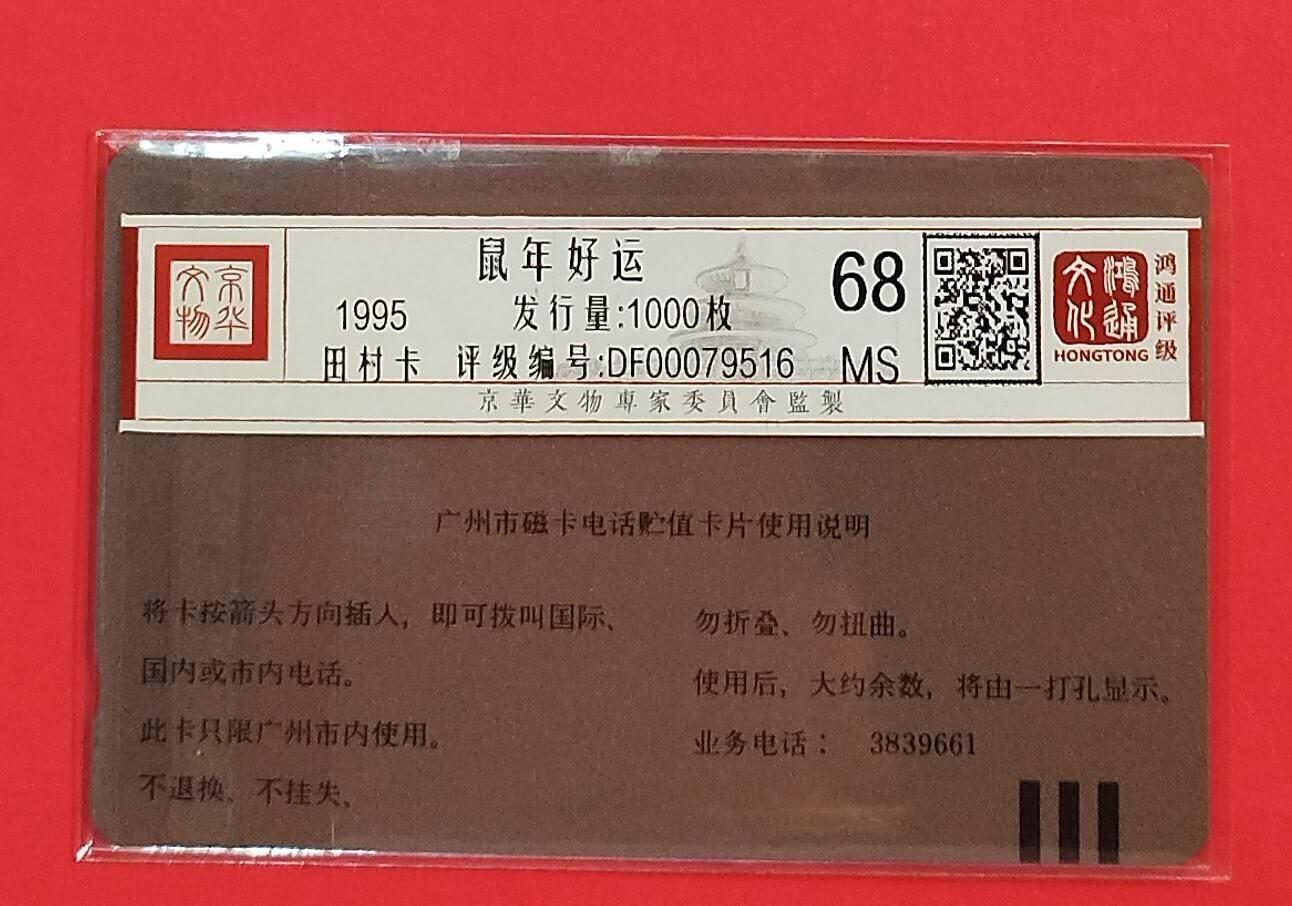 京华
文物
鼠年好运
1995 发行量:1000枚
田村卡 评级编号:DF00079516
68
MS
京華文物專家委員會監製
鸿通
文化
HONGTONG
鸿通评级
广州市磁卡电话贮值卡片使用说明
将卡按箭头方向插人，即可拨叫国际、
国内或市内电话。
此卡只限广州市内使用。
不退换、不挂失、
勿折叠、勿扭曲。
使用后，大约余数，将由一打孔显示。
业务电话： 3839661